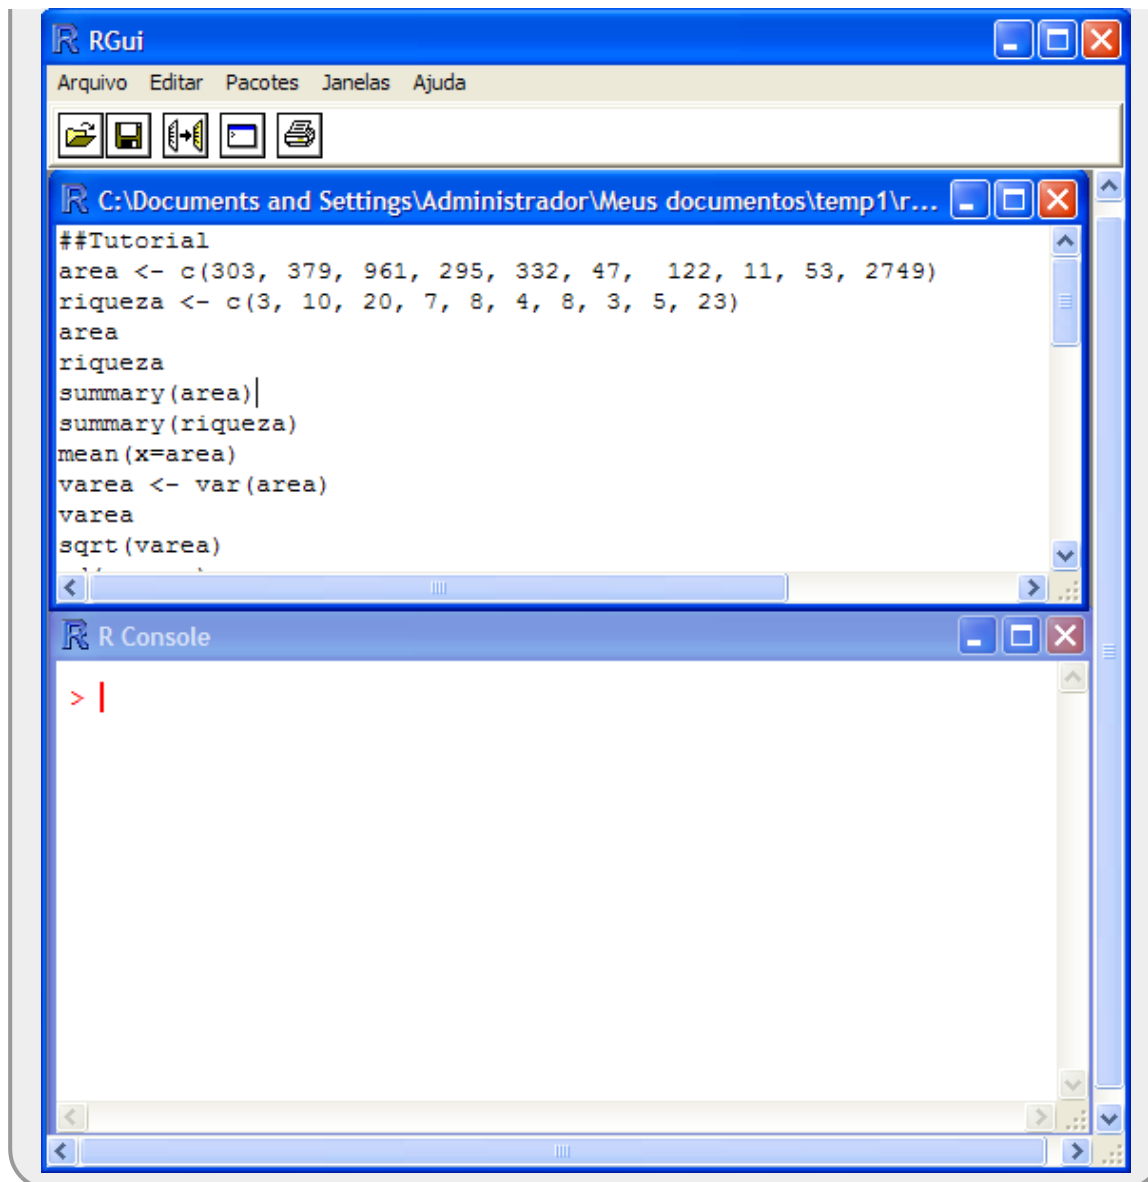 RGui
Arquivo Editar Pacotes Janelas Ajuda
C:\Documents and Settings\Administrador\Meus documentos\temp1\r...
##Tutorial
area <- c(303, 379, 961, 295, 332, 47,  122, 11, 53, 2749)
riqueza <- c(3, 10, 20, 7, 8, 4, 8, 3, 5, 23)
area
riqueza
summary(area)
summary(riqueza)
mean(x=area)
varea <- var(area)
varea
sqrt(varea)
R Console
>